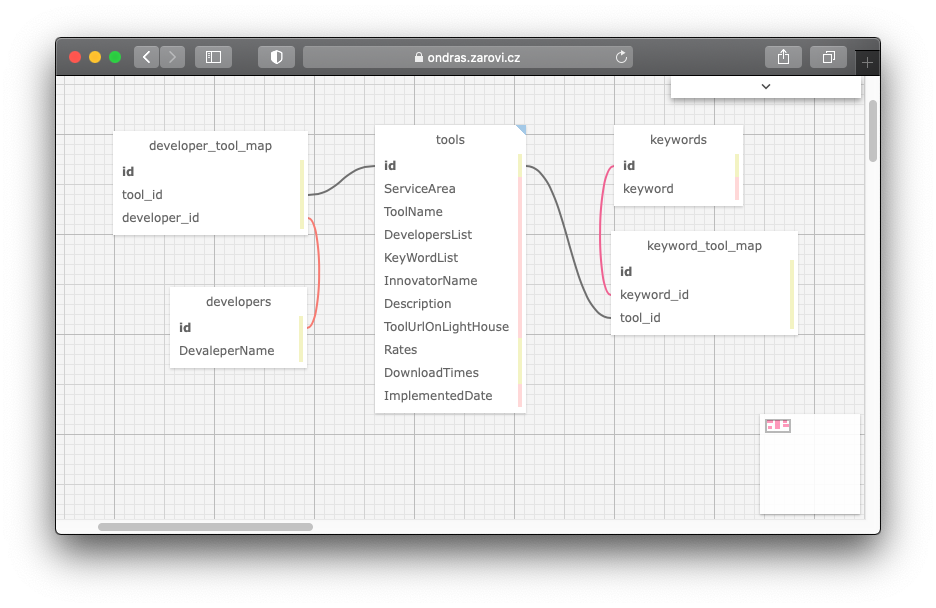 ondras.zarovi.cz
developer_tool_map
id
tool_id
developer_id
developers
id
DevaleperName
tools
id
ServiceArea
ToolName
DevelopersList
KeyWordList
InnovatorName
Description
ToolUrlOnLightHouse
Rates
DownloadTimes
ImplementedDate
keywords
id
keyword
keyword_tool_map
id
keyword_id
tool_id